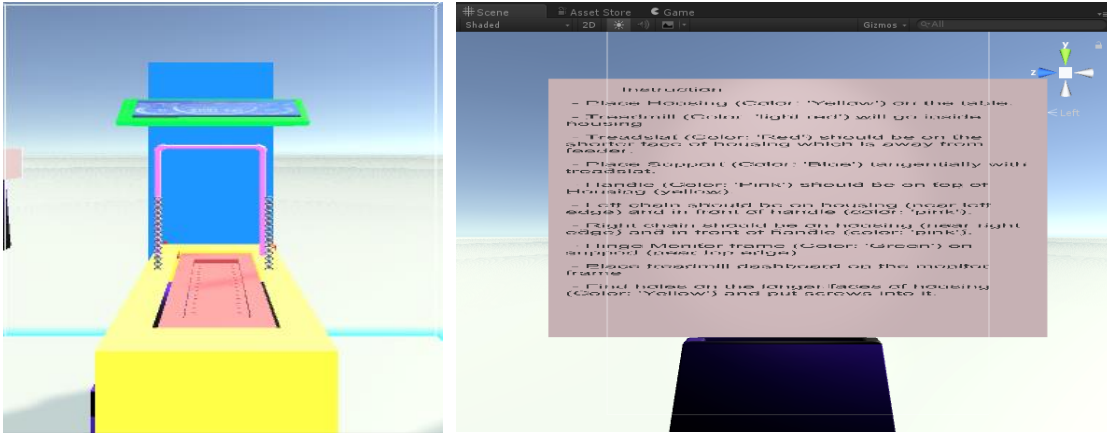 Scene
Asset Store
Game
Shaded
2D
Gizmos
All
y
z
Left
Instruction
- Place Housing (Color: 'Yellow') on the table.
- Treadmill (Color: 'light red') will go inside
housing
- Treadslat (Color: 'Red') should be on the
shorter face of housing which is away from
feeder.
- Place Support (Color: 'Blue') tangentially with
treadslat.
- Handle (Color: 'Pink') should be on top of
Housing (yellow)
- Left chain should be on housing (near left
edge) and in front of handle (color: 'pink').
- Right chain should be on housing (near right
edge) and in front of handle (color: 'pink').
- Hinge Monitor frame (Color: 'Green') on
support (near top edge)
- Place treadmill dashboard on the monitor
frame
- Find holes on the longer faces of housing
(Color: 'Yellow') and put screws into it.